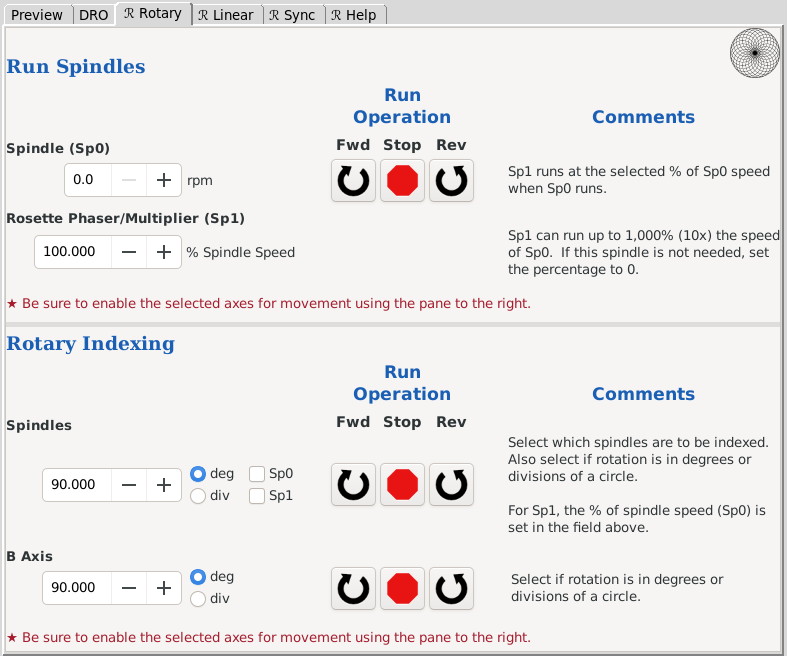 Preview DRO ℛ Rotary ℛ Linear ℛ Sync ℛ Help
Run Spindles
Run
Operation
Comments
Fwd Stop Rev
Spindle (Sp0)
0.0 rpm
Sp1 runs at the selected % of Sp0 speed
when Sp0 runs.
Rosette Phaser/Multiplier (Sp1)
100.000 % Spindle Speed
Sp1 can run up to 1,000% (10x) the speed
of Sp0.  If this spindle is not needed, set
the percentage to 0.
★ Be sure to enable the selected axes for movement using the pane to the right.
Rotary Indexing
Run
Operation
Comments
Fwd Stop Rev
Spindles
90.000
deg Sp0
div Sp1
Select which spindles are to be indexed.
Also select if rotation is in degrees or
divisions of a circle.
For Sp1, the % of spindle speed (Sp0) is
set in the field above.
B Axis
90.000
deg
div
Select if rotation is in degrees or
divisions of a circle.
★ Be sure to enable the selected axes for movement using the pane to the right.